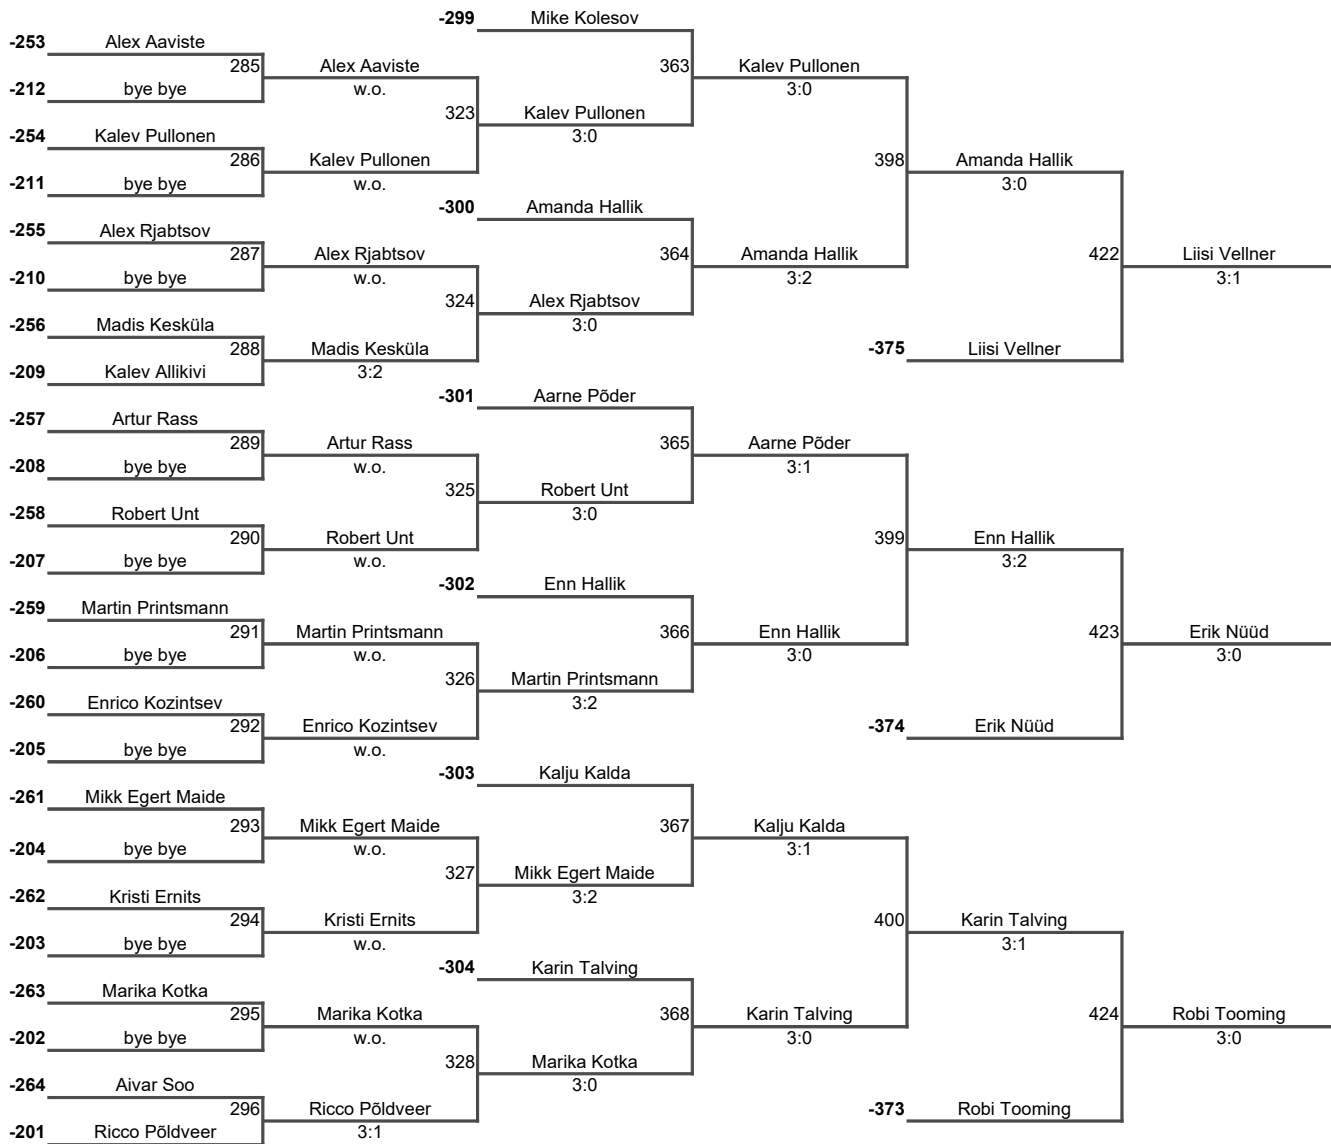 -299 Mike Kolesov
-253 Alex Aaviste
285 Alex Aaviste 363 Kalev Pullonen
-212 bye bye w.o. 3:0
323 Kalev Pullonen
-254 Kalev Pullonen 3:0
286 Kalev Pullonen 398 Amanda Hallik
-211 bye bye w.o. 3:0
-300 Amanda Hallik
-255 Alex Rjabtsov
287 Alex Rjabtsov 364 Amanda Hallik 422 Liisi Vellner
-210 bye bye w.o. 3:2 3:1
324 Alex Rjabtsov
-256 Madis Kesküla 3:0
288 Madis Kesküla -375 Liisi Vellner
-209 Kalev Allikivi 3:2
-301 Aarne Põder
-257 Artur Rass
289 Artur Rass 365 Aarne Põder
-208 bye bye w.o. 3:1
325 Robert Unt
-258 Robert Unt 3:0
290 Robert Unt 399 Enn Hallik
-207 bye bye w.o. 3:2
-302 Enn Hallik
-259 Martin Printsmann
291 Martin Printsmann 366 Enn Hallik 423 Erik Nüüd
-206 bye bye w.o. 3:0 3:0
326 Martin Printsmann
-260 Enrico Kozintsev 3:2
292 Enrico Kozintsev -374 Erik Nüüd
-205 bye bye w.o.
-303 Kalju Kalda
-261 Mikk Egert Maide
293 Mikk Egert Maide 367 Kalju Kalda
-204 bye bye w.o. 3:1
327 Mikk Egert Maide
-262 Kristi Ernits 3:2
294 Kristi Ernits 400 Karin Talving
-203 bye bye w.o. 3:1
-304 Karin Talving
-263 Marika Kotka
295 Marika Kotka 368 Karin Talving 424 Robi Tooming
-202 bye bye w.o. 3:0 3:0
328 Marika Kotka
-264 Aivar Soo 3:0
296 Ricco Põldveer -373 Robi Tooming
-201 Ricco Põldveer 3:1